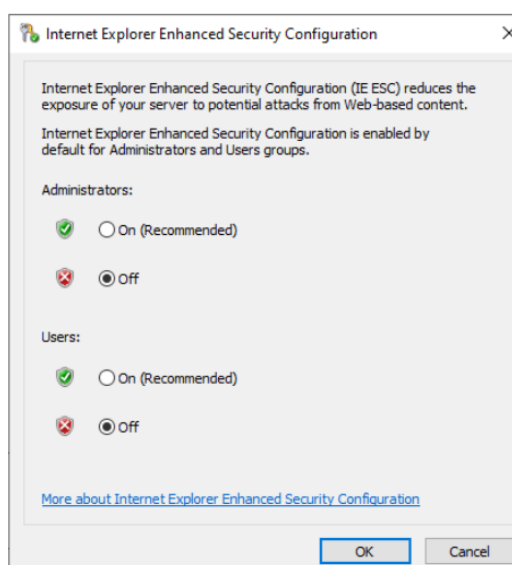 Internet Explorer Enhanced Security Configuration
Internet Explorer Enhanced Security Configuration (IE ESC) reduces the
exposure of your server to potential attacks from Web-based content.
Internet Explorer Enhanced Security Configuration is enabled by
default for Administrators and Users groups.
Administrators:
On (Recommended)
Off
Users:
On (Recommended)
Off
More about Internet Explorer Enhanced Security Configuration
OK Cancel